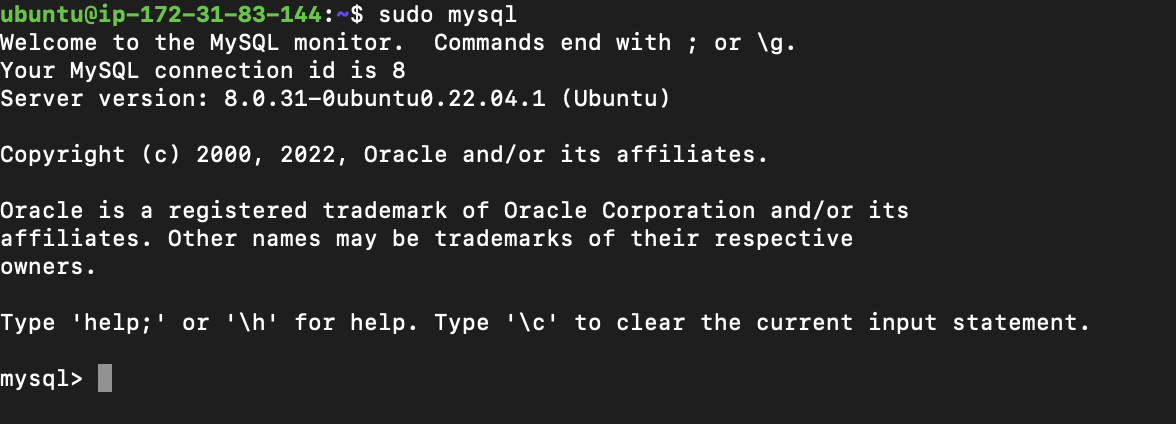 ubuntu@ip-172-31-83-144:~$ sudo mysql
Welcome to the MySQL monitor.  Commands end with ; or \g.
Your MySQL connection id is 8
Server version: 8.0.31-0ubuntu0.22.04.1 (Ubuntu)

Copyright (c) 2000, 2022, Oracle and/or its affiliates.

Oracle is a registered trademark of Oracle Corporation and/or its
affiliates. Other names may be trademarks of their respective
owners.

Type 'help;' or '\h' for help. Type '\c' to clear the current input statement.

mysql>